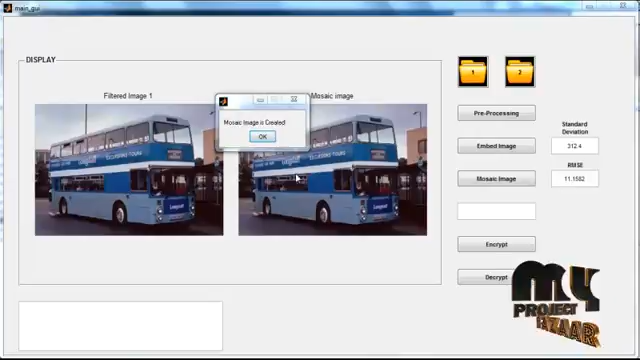 main_gui
DISPLAY
Filtered Image 1
Mosaic image
Mosaic Image is Created
OK
1
2
Pre-Processing
Standard
Deviation
Embed Image
312.4
RMSE
Mosaic Image
11.1582
Encrypt
Decrypt
MY
PROJECT
BAZAAR